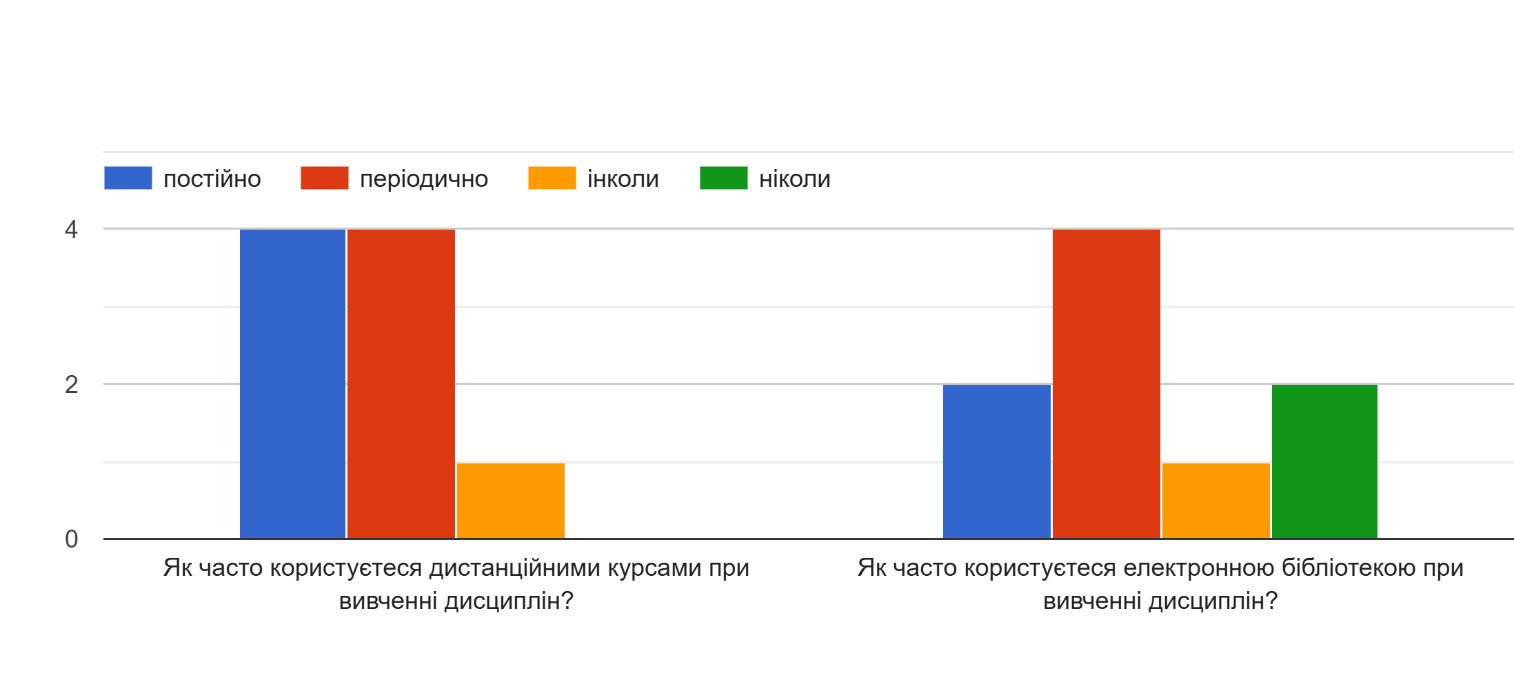 постійно періодично інколи ніколи
4
2
0
Як часто користуєтеся дистанційними курсами при
вивченні дисциплін?
Як часто користуєтеся електронною бібліотекою при
вивченні дисциплін?